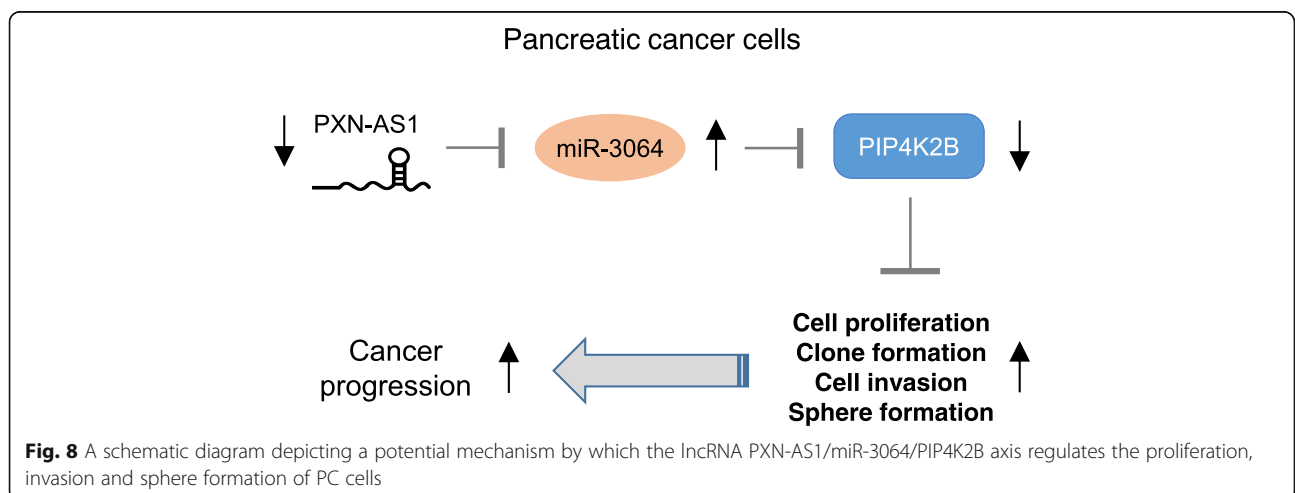 Pancreatic cancer cells
PXN-AS1
miR-3064
PIP4K2B
Cell proliferation
Clone formation
Cell invasion
Sphere formation
Cancer
progression
Fig. 8 A schematic diagram depicting a potential mechanism by which the lncRNA PXN-AS1/miR-3064/PIP4K2B axis regulates the proliferation,
invasion and sphere formation of PC cells